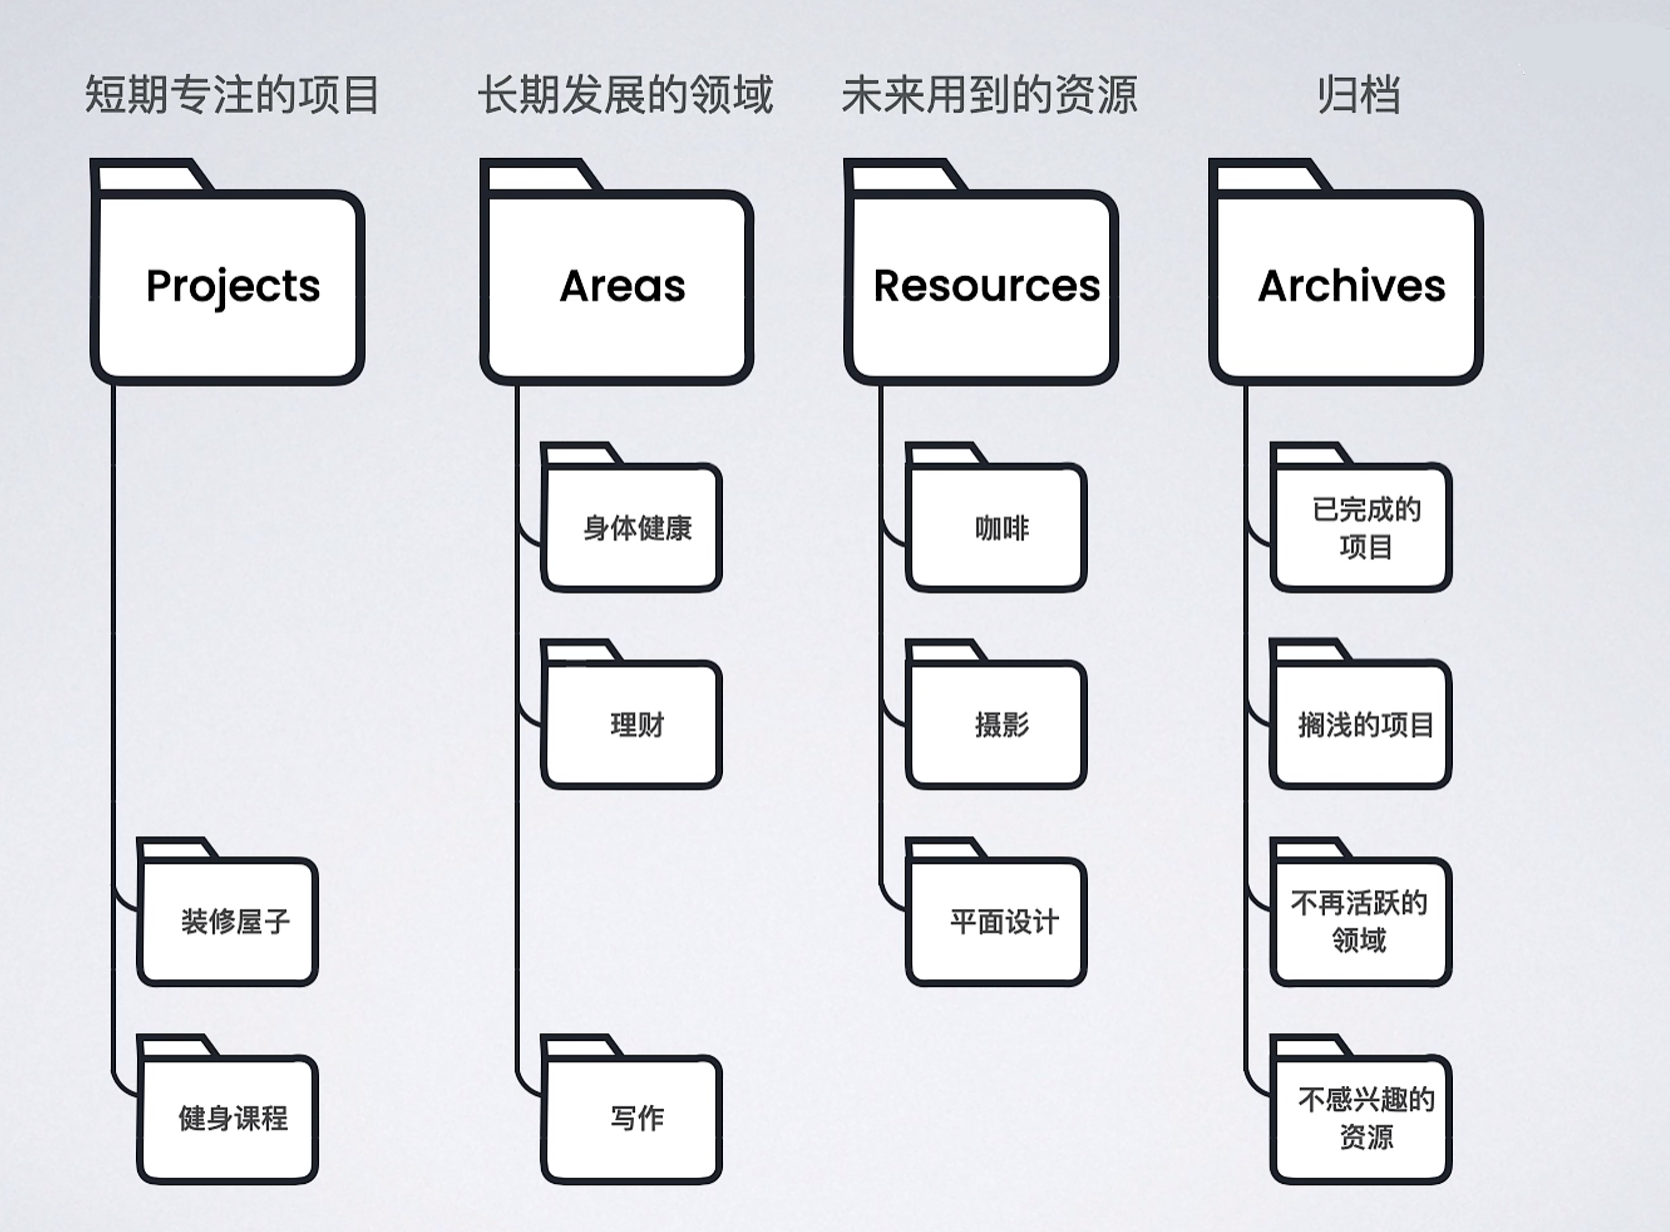 短期专注的项目
长期发展的领域
未来用到的资源
归档
Projects
Areas
Resources
Archives
身体健康
咖啡
已完成的
项目
理财
摄影
搁浅的项目
装修屋子
平面设计
不再活跃的
领域
健身课程
写作
不感兴趣的
资源